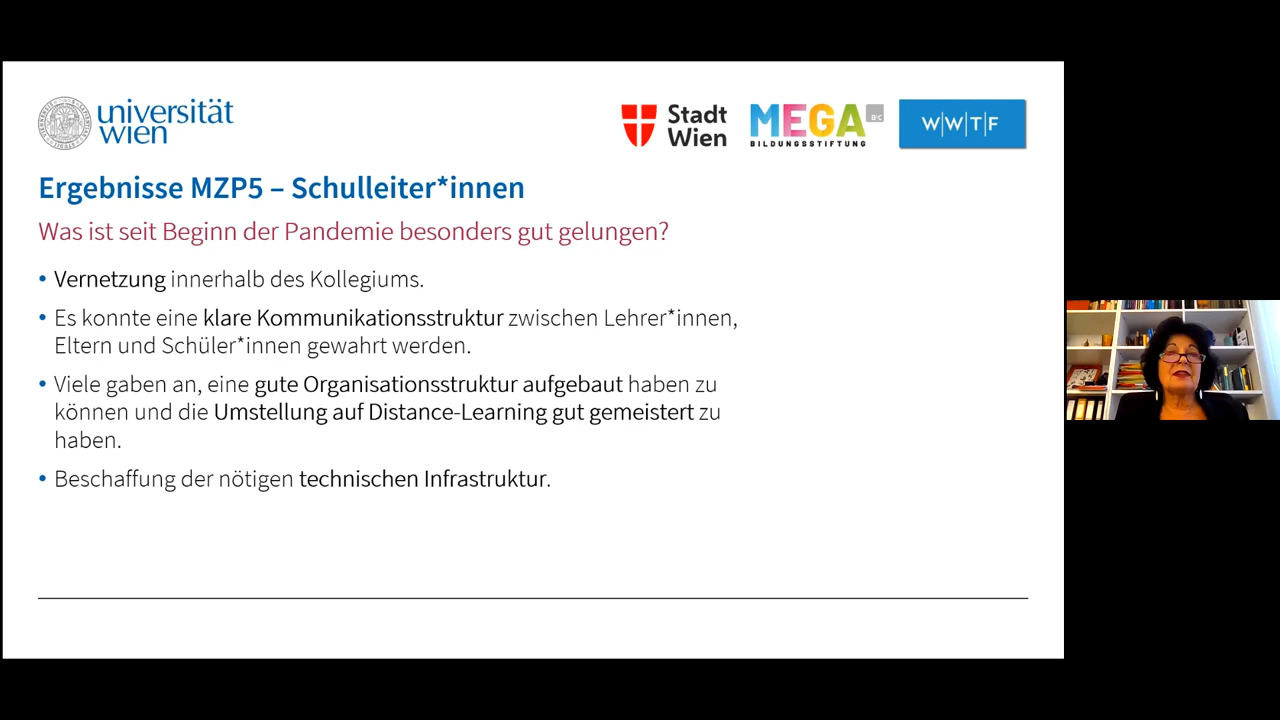 universität
wien
Stadt
Wien
MEGA
B&C
BILDUNGSSTIFTUNG
W|W|T|F
Ergebnisse MZP5 – Schulleiter*innen
Was ist seit Beginn der Pandemie besonders gut gelungen?
• Vernetzung innerhalb des Kollegiums.
• Es konnte eine klare Kommunikationsstruktur zwischen Lehrer*innen,
Eltern und Schüler*innen gewahrt werden.
• Viele gaben an, eine gute Organisationsstruktur aufgebaut haben zu
können und die Umstellung auf Distance-Learning gut gemeistert zu
haben.
• Beschaffung der nötigen technischen Infrastruktur.